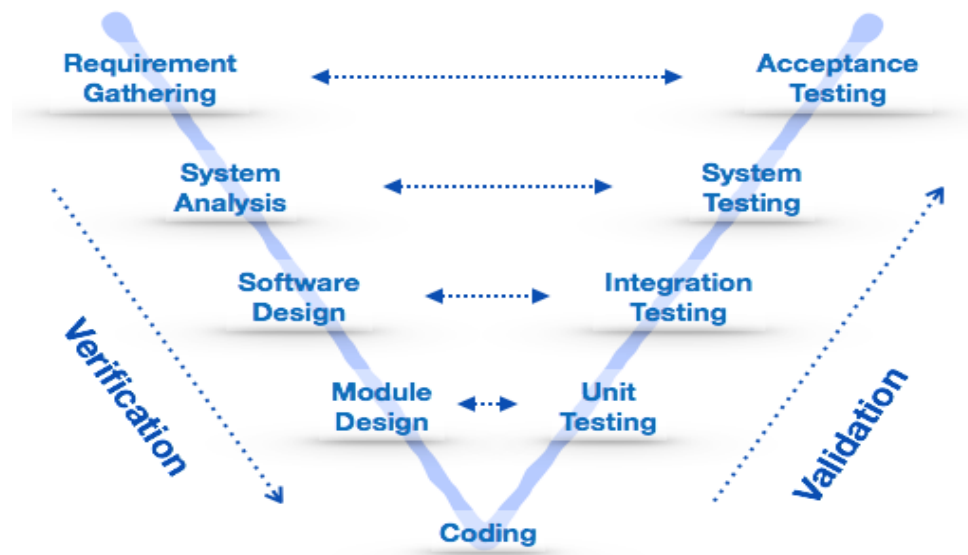 Requirement
Gathering
Acceptance
Testing
System
Analysis
System
Testing
Software
Design
Integration
Testing
Verification
Module
Design
Unit
Testing
Validation
Coding